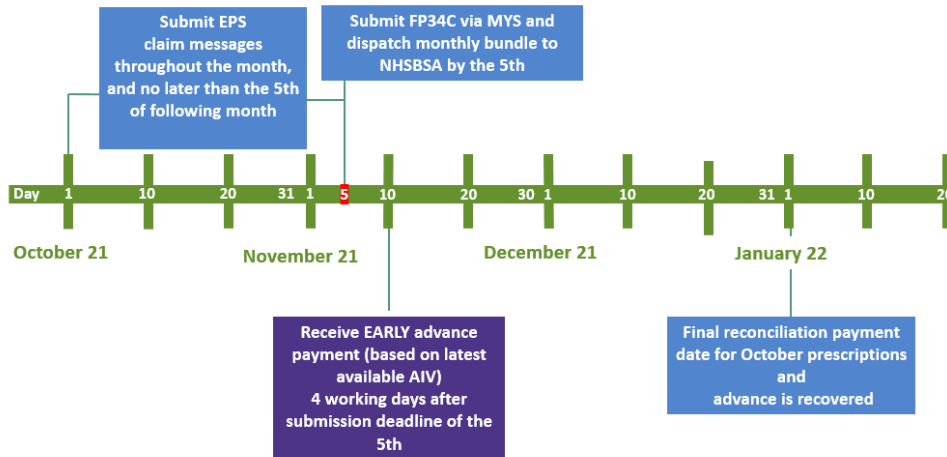 Submit EPS
claim messages
throughout the month,
and no later than the 5th
of following month
Submit FP34C via MYS and
dispatch monthly bundle to
NHSBSA by the 5th
Day 1 10 20 31 1 5 10 20 30 1 10 20 31 1 10 20
October 21
November 21
December 21
January 22
Receive EARLY advance
payment (based on latest
available AIV)
4 working days after
submission deadline of the
5th
Final reconciliation payment
date for October prescriptions
and
advance is recovered